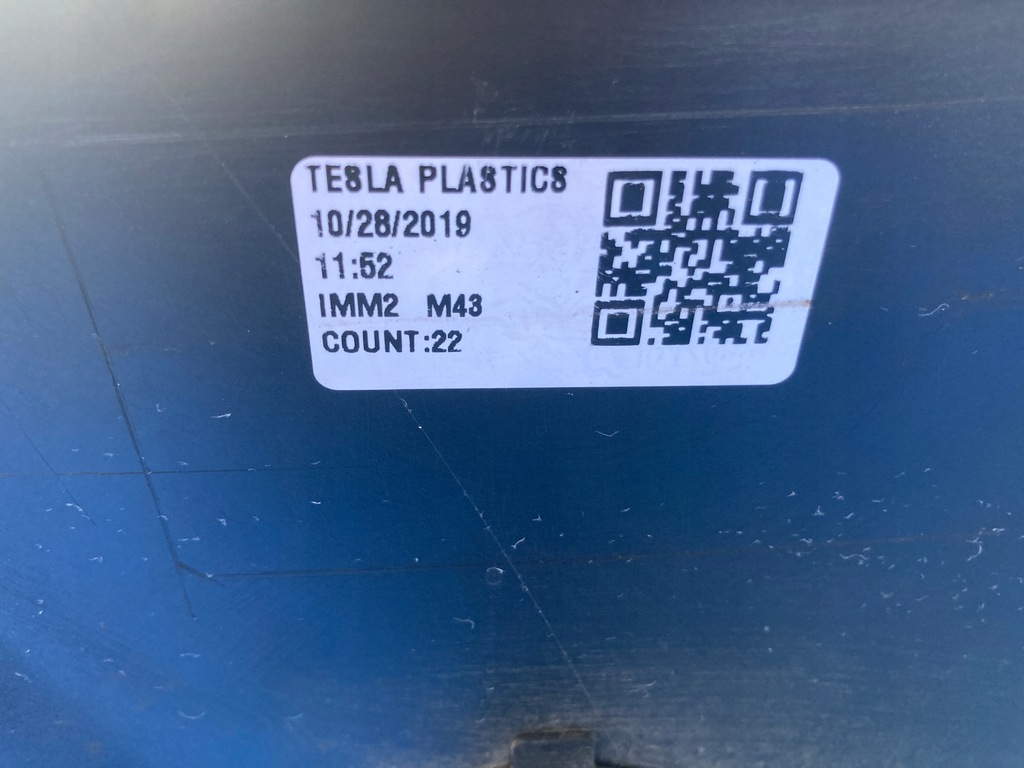 TESLA PLASTICS
10/28/2019
11:52
IMM2 M43
COUNT:22